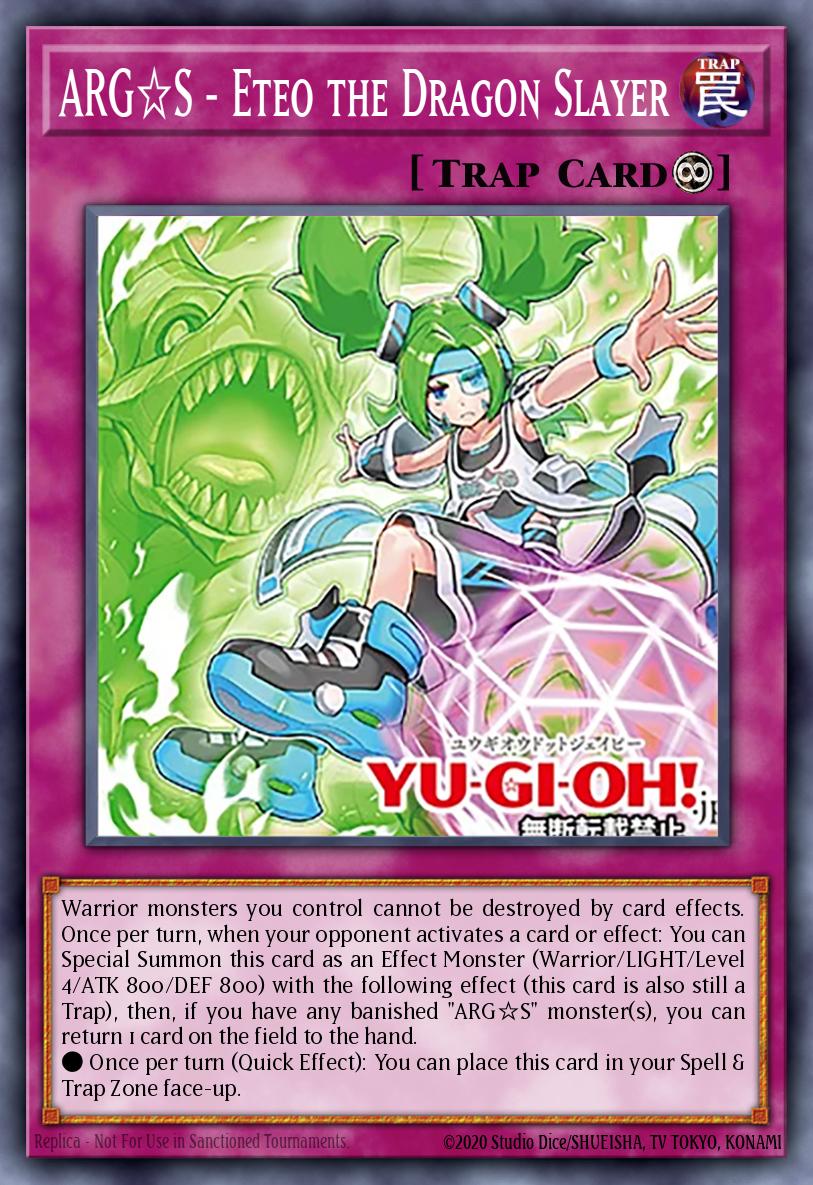 ARG☆S - Eteo the Dragon Slayer
TRAP
罠
[Trap Card♾]
ユウギオウドットジェイピー
YU-GI-OH!
.jp
無断転載禁止
Warrior monsters you control cannot be destroyed by card effects.
Once per turn, when your opponent activates a card or effect: You can
Special Summon this card as an Effect Monster (Warrior/LIGHT/Level
4/ATK 800/DEF 800) with the following effect (this card is also still a
Trap), then, if you have any banished "ARG☆S" monster(s), you can
return 1 card on the field to the hand.
● Once per turn (Quick Effect): You can place this card in your Spell &
Trap Zone face-up.
Replica - Not For Use in Sanctioned Tournaments.
©2020 Studio Dice/SHUEISHA, TV TOKYO, KONAMI